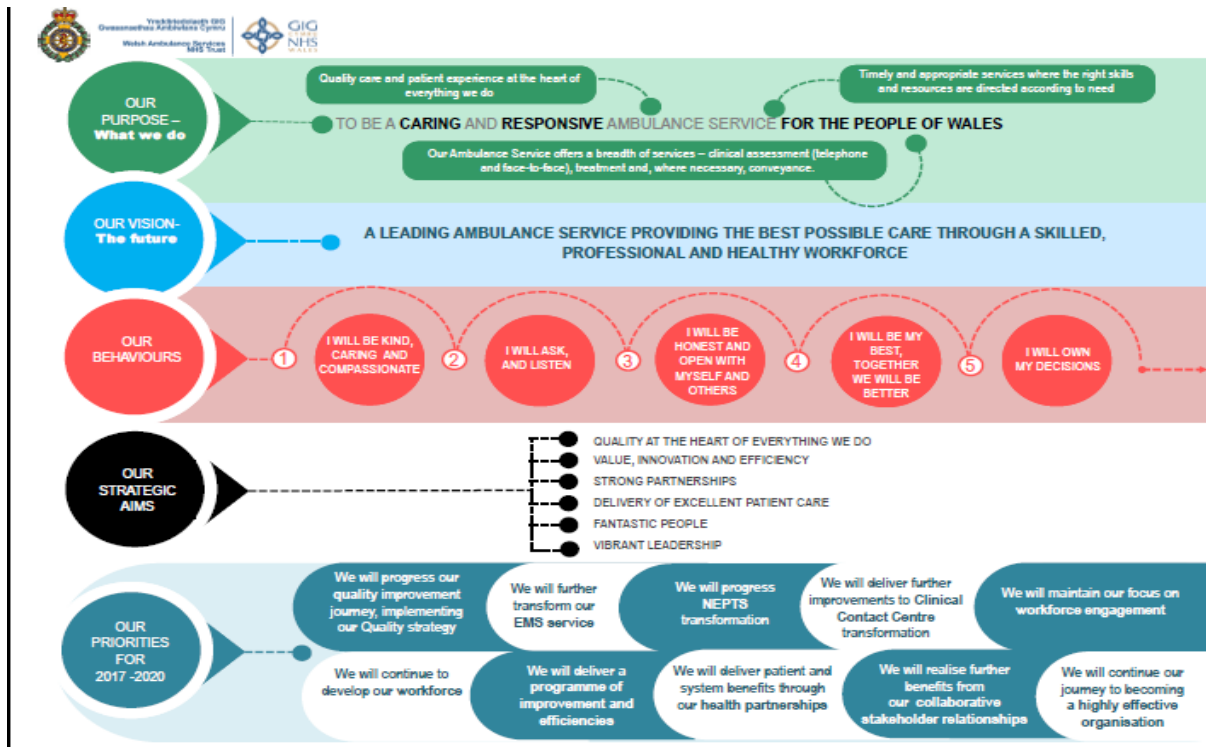 Ymddiriedolaeth GIG
Gwasanaethau Ambiwlans Cymru
Welsh Ambulance Services
NHS Trust
GIG
CYMRU
NHS
WALES
OUR
PURPOSE –
What we do
Quality care and patient experience at the heart of
everything we do
Timely and appropriate services where the right skills
and resources are directed according to need
TO BE A CARING AND RESPONSIVE AMBULANCE SERVICE FOR THE PEOPLE OF WALES
Our Ambulance Service offers a breadth of services – clinical assessment (telephone
and face-to-face), treatment and, where necessary, conveyance.
OUR VISION-
The future
A LEADING AMBULANCE SERVICE PROVIDING THE BEST POSSIBLE CARE THROUGH A SKILLED,
PROFESSIONAL AND HEALTHY WORKFORCE
OUR
BEHAVIOURS
1
I WILL BE KIND,
CARING AND
COMPASSIONATE
2
I WILL ASK,
AND LISTEN
3
I WILL BE
HONEST AND
OPEN WITH
MYSELF AND
OTHERS
4
I WILL BE MY
BEST,
TOGETHER
WE WILL BE
BETTER
5
I WILL OWN
MY DECISIONS
OUR
STRATEGIC
AIMS
QUALITY AT THE HEART OF EVERYTHING WE DO
VALUE, INNOVATION AND EFFICIENCY
STRONG PARTNERSHIPS
DELIVERY OF EXCELLENT PATIENT CARE
FANTASTIC PEOPLE
VIBRANT LEADERSHIP
OUR
PRIORITIES
FOR
2017 -2020
We will progress our
quality improvement
journey, implementing
our Quality strategy
We will further
transform our
EMS service
We will progress
NEPTS
transformation
We will deliver further
improvements to Clinical
Contact Centre
transformation
We will maintain our focus on
workforce engagement
We will continue to
develop our workforce
We will deliver a
programme of
improvement and
efficiencies
We will deliver patient and
system benefits through
our health partnerships
We will realise further
benefits from
our collaborative
stakeholder relationships
We will continue our
journey to becoming
a highly effective
organisation